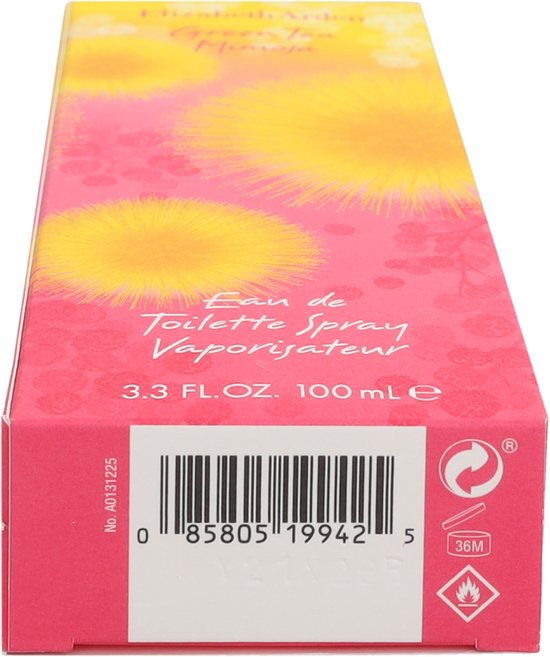 Elizabeth Arden
Green Tea
Mimosa
Eau de
Toilette Spray
Vaporisateur
3.3 FL.OZ. 100 mL ℮
No. A0131225
0 85805 19942 5
®
36M